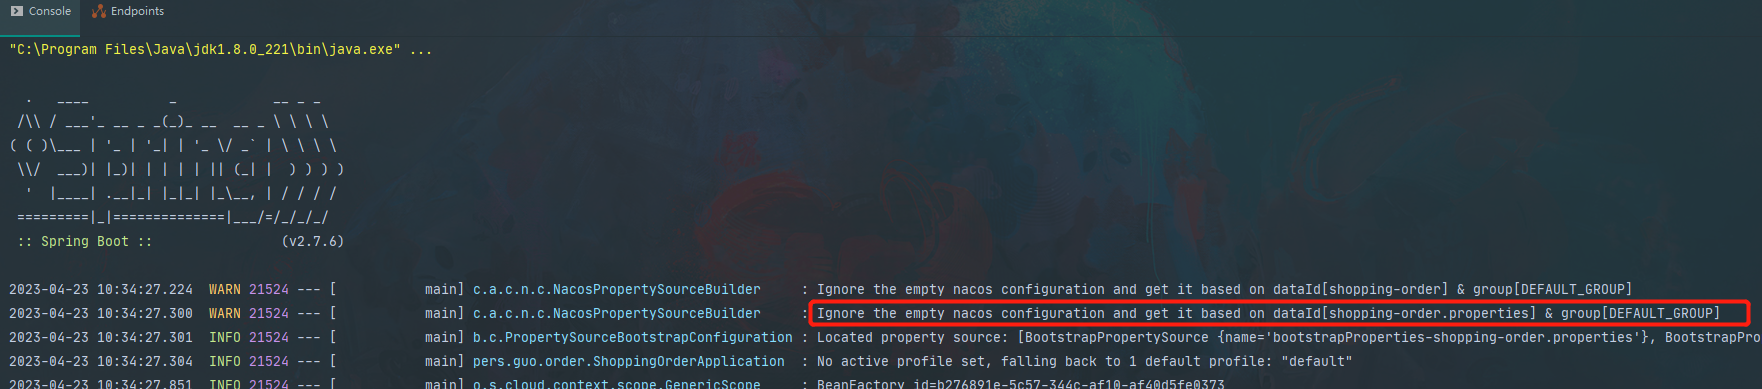 Console Endpoints
"C:\Program Files\Java\jdk1.8.0_221\bin\java.exe" ...
  .   ____          _            __ _ _
 /\\ / ___'_ __ _ _(_)_ __  __ _ \ \ \ \
( ( )\___ | '_ | '_| | '_ \/ _` | \ \ \ \
 \\/  ___)| |_)| | | | | || (_| |  ) ) ) )
  '  |____| .__|_| |_|_| |_\__, | / / / /
 =========|_|==============|___/=/_/_/_/
 :: Spring Boot ::                (v2.7.6)
2023-04-23 10:34:27.224  WARN 21524 --- [           main] c.a.c.n.c.NacosPropertySourceBuilder     : Ignore the empty nacos configuration and get it based on dataId[shopping-order] & group[DEFAULT_GROUP]
2023-04-23 10:34:27.300  WARN 21524 --- [           main] c.a.c.n.c.NacosPropertySourceBuilder     : Ignore the empty nacos configuration and get it based on dataId[shopping-order.properties] & group[DEFAULT_GROUP]
2023-04-23 10:34:27.301  INFO 21524 --- [           main] b.c.PropertySourceBootstrapConfiguration : Located property source: [BootstrapPropertySource {name='bootstrapProperties-shopping-order.properties'}, BootstrapPro
2023-04-23 10:34:27.304  INFO 21524 --- [           main] pers.guo.order.ShoppingOrderApplication  : No active profile set, falling back to 1 default profile: "default"
2023-04-23 10:34:27.851  INFO 21524 --- [           main] o.s.cloud.context.scope.GenericScope     : BeanFactory id=b276891e-5c57-344c-af10-af40d5fe0373